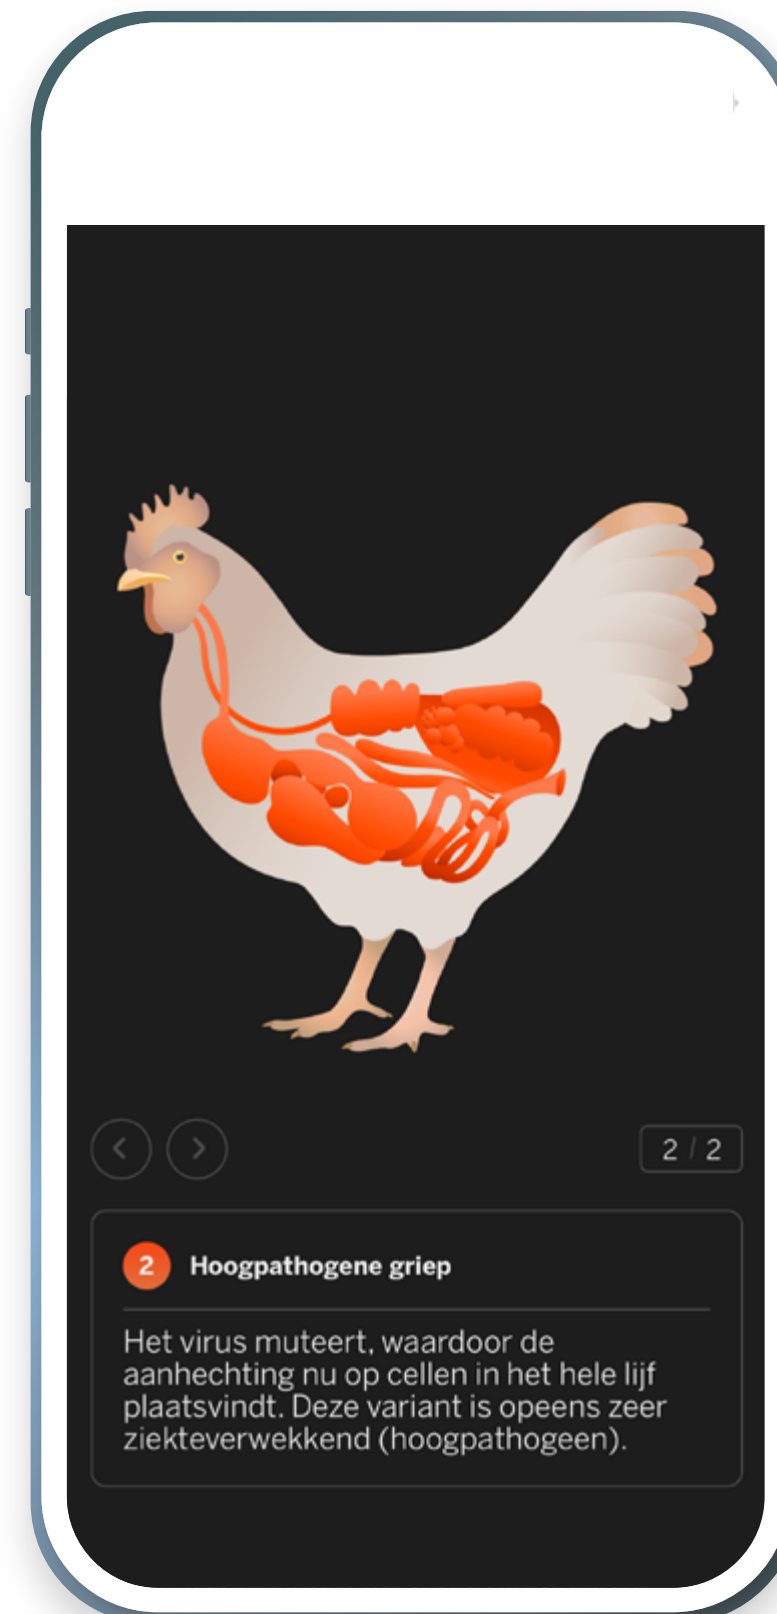 2 / 2
2 Hoogpathogene griep
Het virus muteert, waardoor de
aanhechting nu op cellen in het hele lijf
plaatsvindt. Deze variant is opeens zeer
ziekteverwekkend (hoogpathogeen).